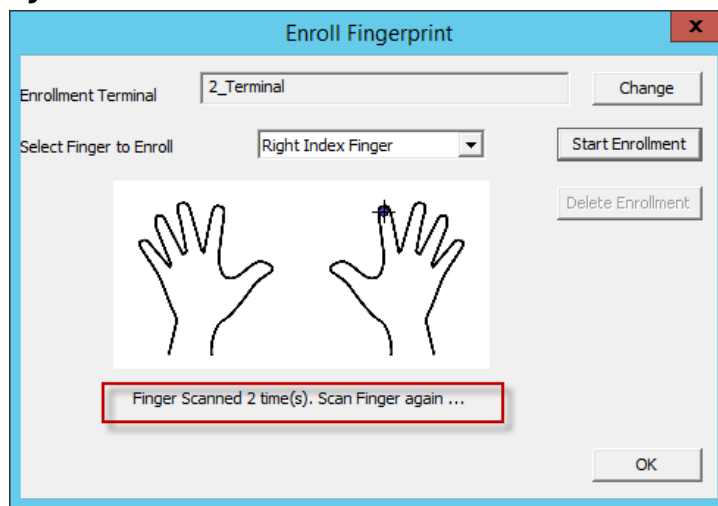 Enroll Fingerprint
x
Enrollment Terminal 2_Terminal Change
Select Finger to Enroll Right Index Finger Start Enrollment
Delete Enrollment
Finger Scanned 2 time(s). Scan Finger again ...
OK